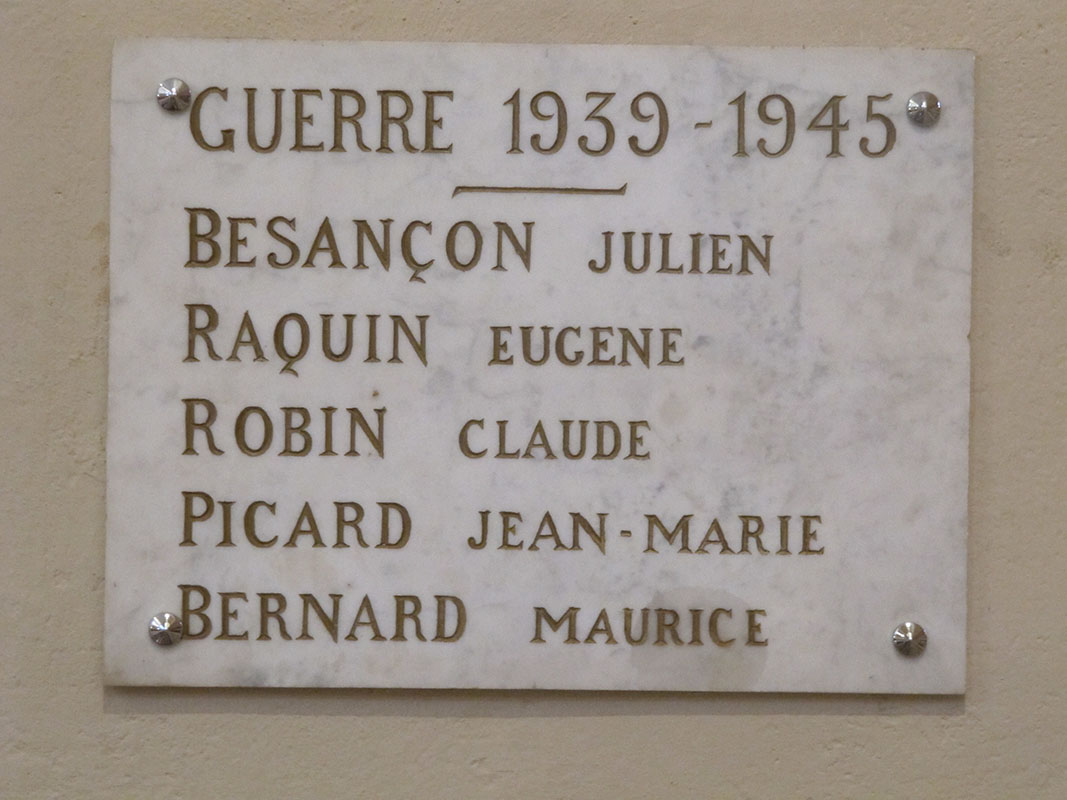 GUERRE 1939-1945
BESANÇON JULIEN
RAQUIN EUGENE
ROBIN CLAUDE
PICARD JEAN-MARIE
BERNARD MAURICE